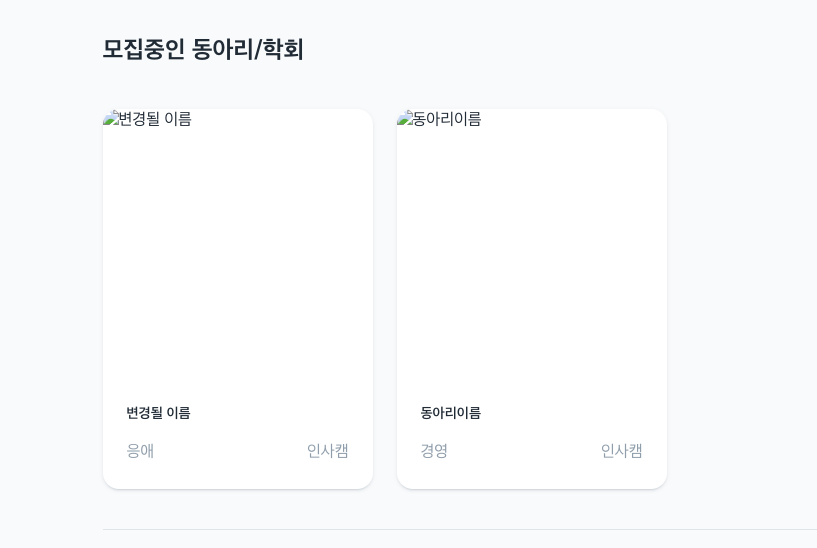 모집중인 동아리/학회
변경될 이름
동아리이름
변경될 이름
동아리이름
응애
인사캠
경영
인사캠